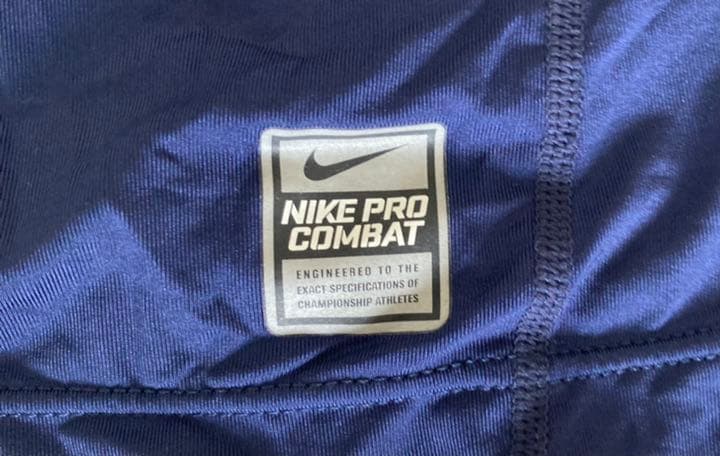 NIKE PRO
COMBAT
ENGINEERED TO THE
EXACT SPECIFICATIONS OF
CHAMPIONSHIP ATHLETES